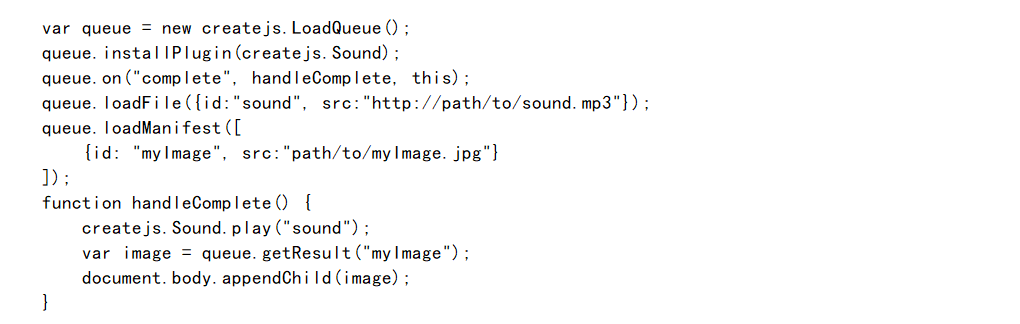 var queue = new createjs.LoadQueue();
queue.installPlugin(createjs.Sound);
queue.on("complete", handleComplete, this);
queue.loadFile({id:"sound", src:"http://path/to/sound.mp3"});
queue.loadManifest([
    {id: "myImage", src:"path/to/myImage.jpg"}
]);
function handleComplete() {
    createjs.Sound.play("sound");
    var image = queue.getResult("myImage");
    document.body.appendChild(image);
}